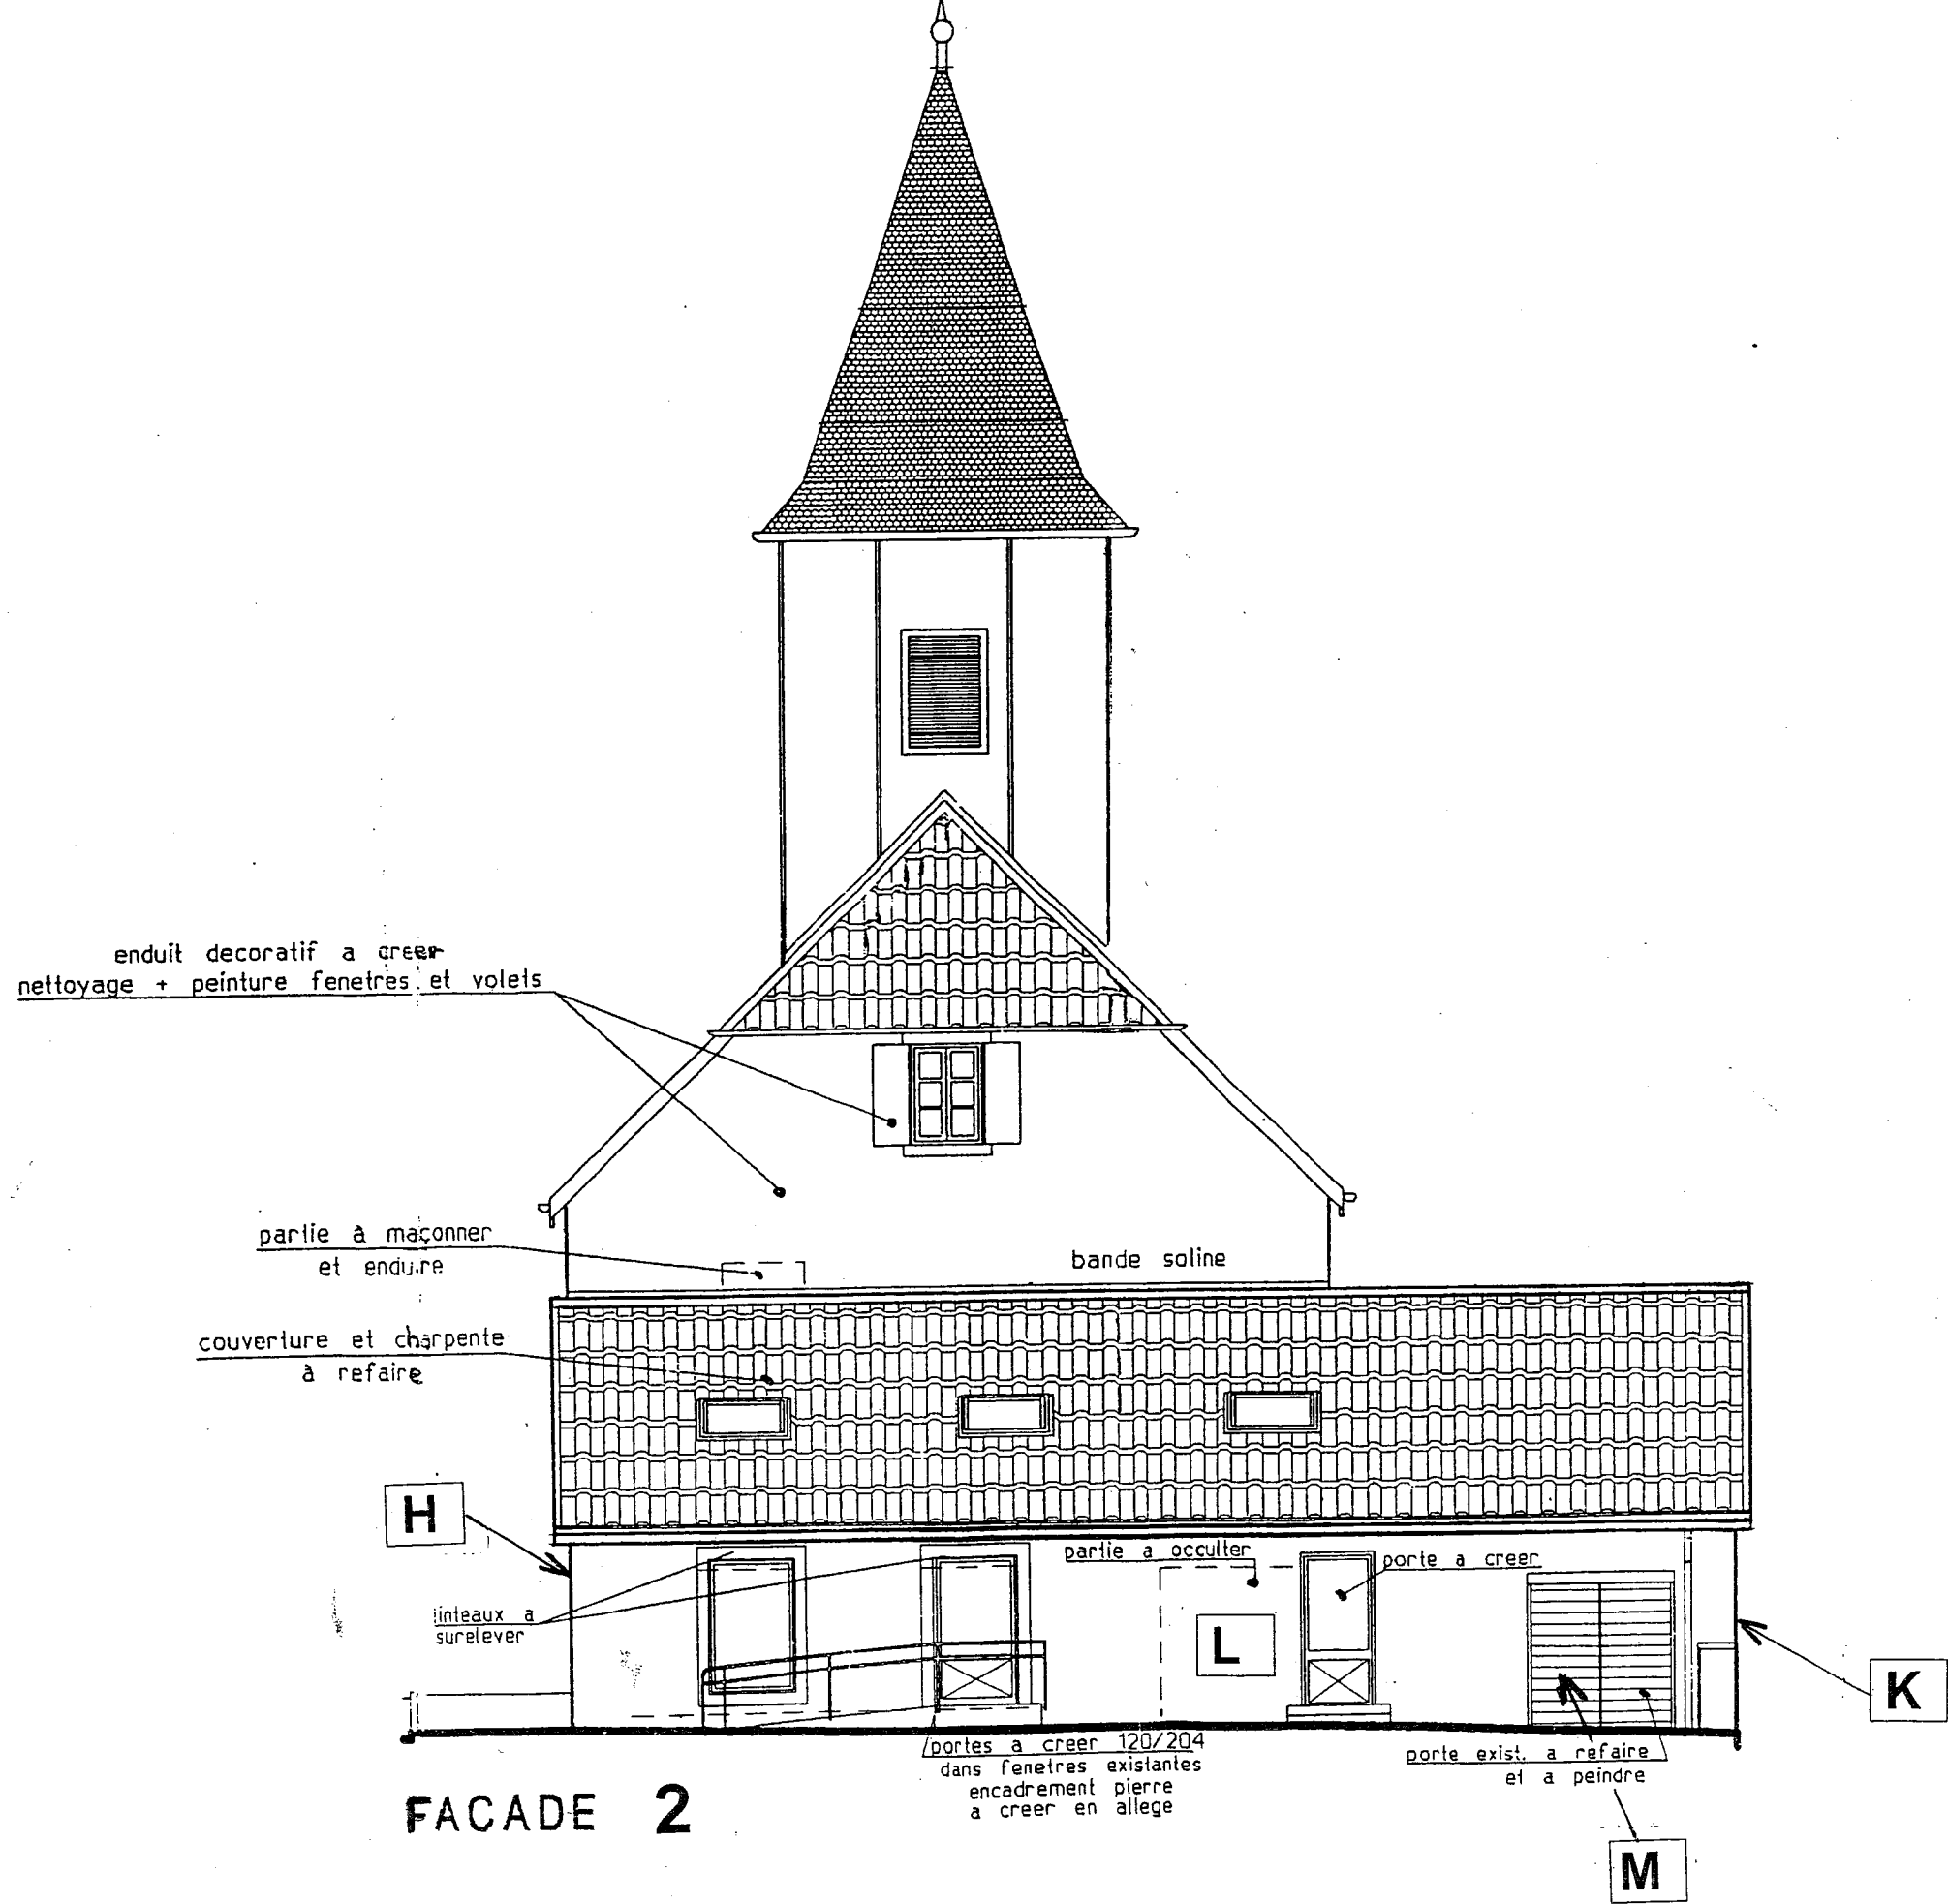 enduit decoratif a creer
nettoyage + peinture fenetres et volets
partie à maçonner
et enduire
bande soline
couverture et charpente
à refaire
H
partie a occulter
porte a creer
linteaux a
surelever
L
K
portes a creer 120/204
dans fenetres existantes
encadrement pierre
a creer en allege
porte exist. a refaire
et a peindre
FACADE 2
M